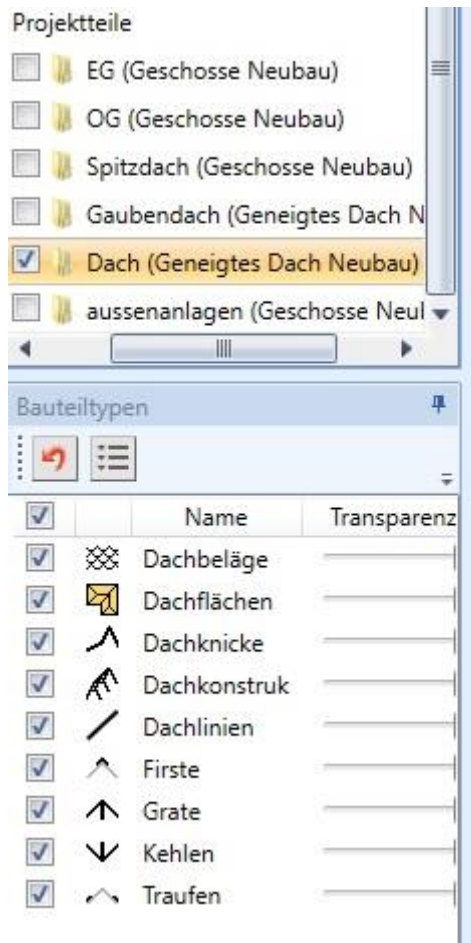 Projektteile
EG (Geschosse Neubau)
OG (Geschosse Neubau)
Spitzdach (Geschosse Neubau)
Gaubendach (Geneigtes Dach N
Dach (Geneigtes Dach Neubau)
aussenanlagen (Geschosse Neul
Bauteiltypen
Name Transparenz
Dachbeläge
Dachflächen
Dachknicke
Dachkonstruk
Dachlinien
Firste
Grate
Kehlen
Traufen